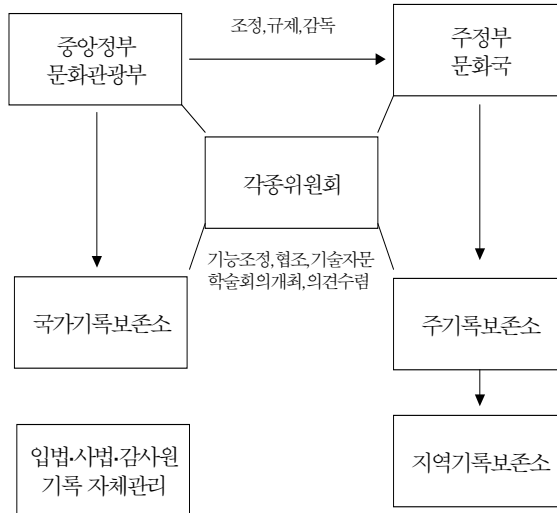 중앙정부
문화관광부
조정,규제,감독
주정부
문화국
각종위원회
기능조정,협조,기술자문
학술회의개최,의견수렴
국가기록보존소
주기록보존소
입법·사법·감사원
기록 자체관리
지역기록보존소